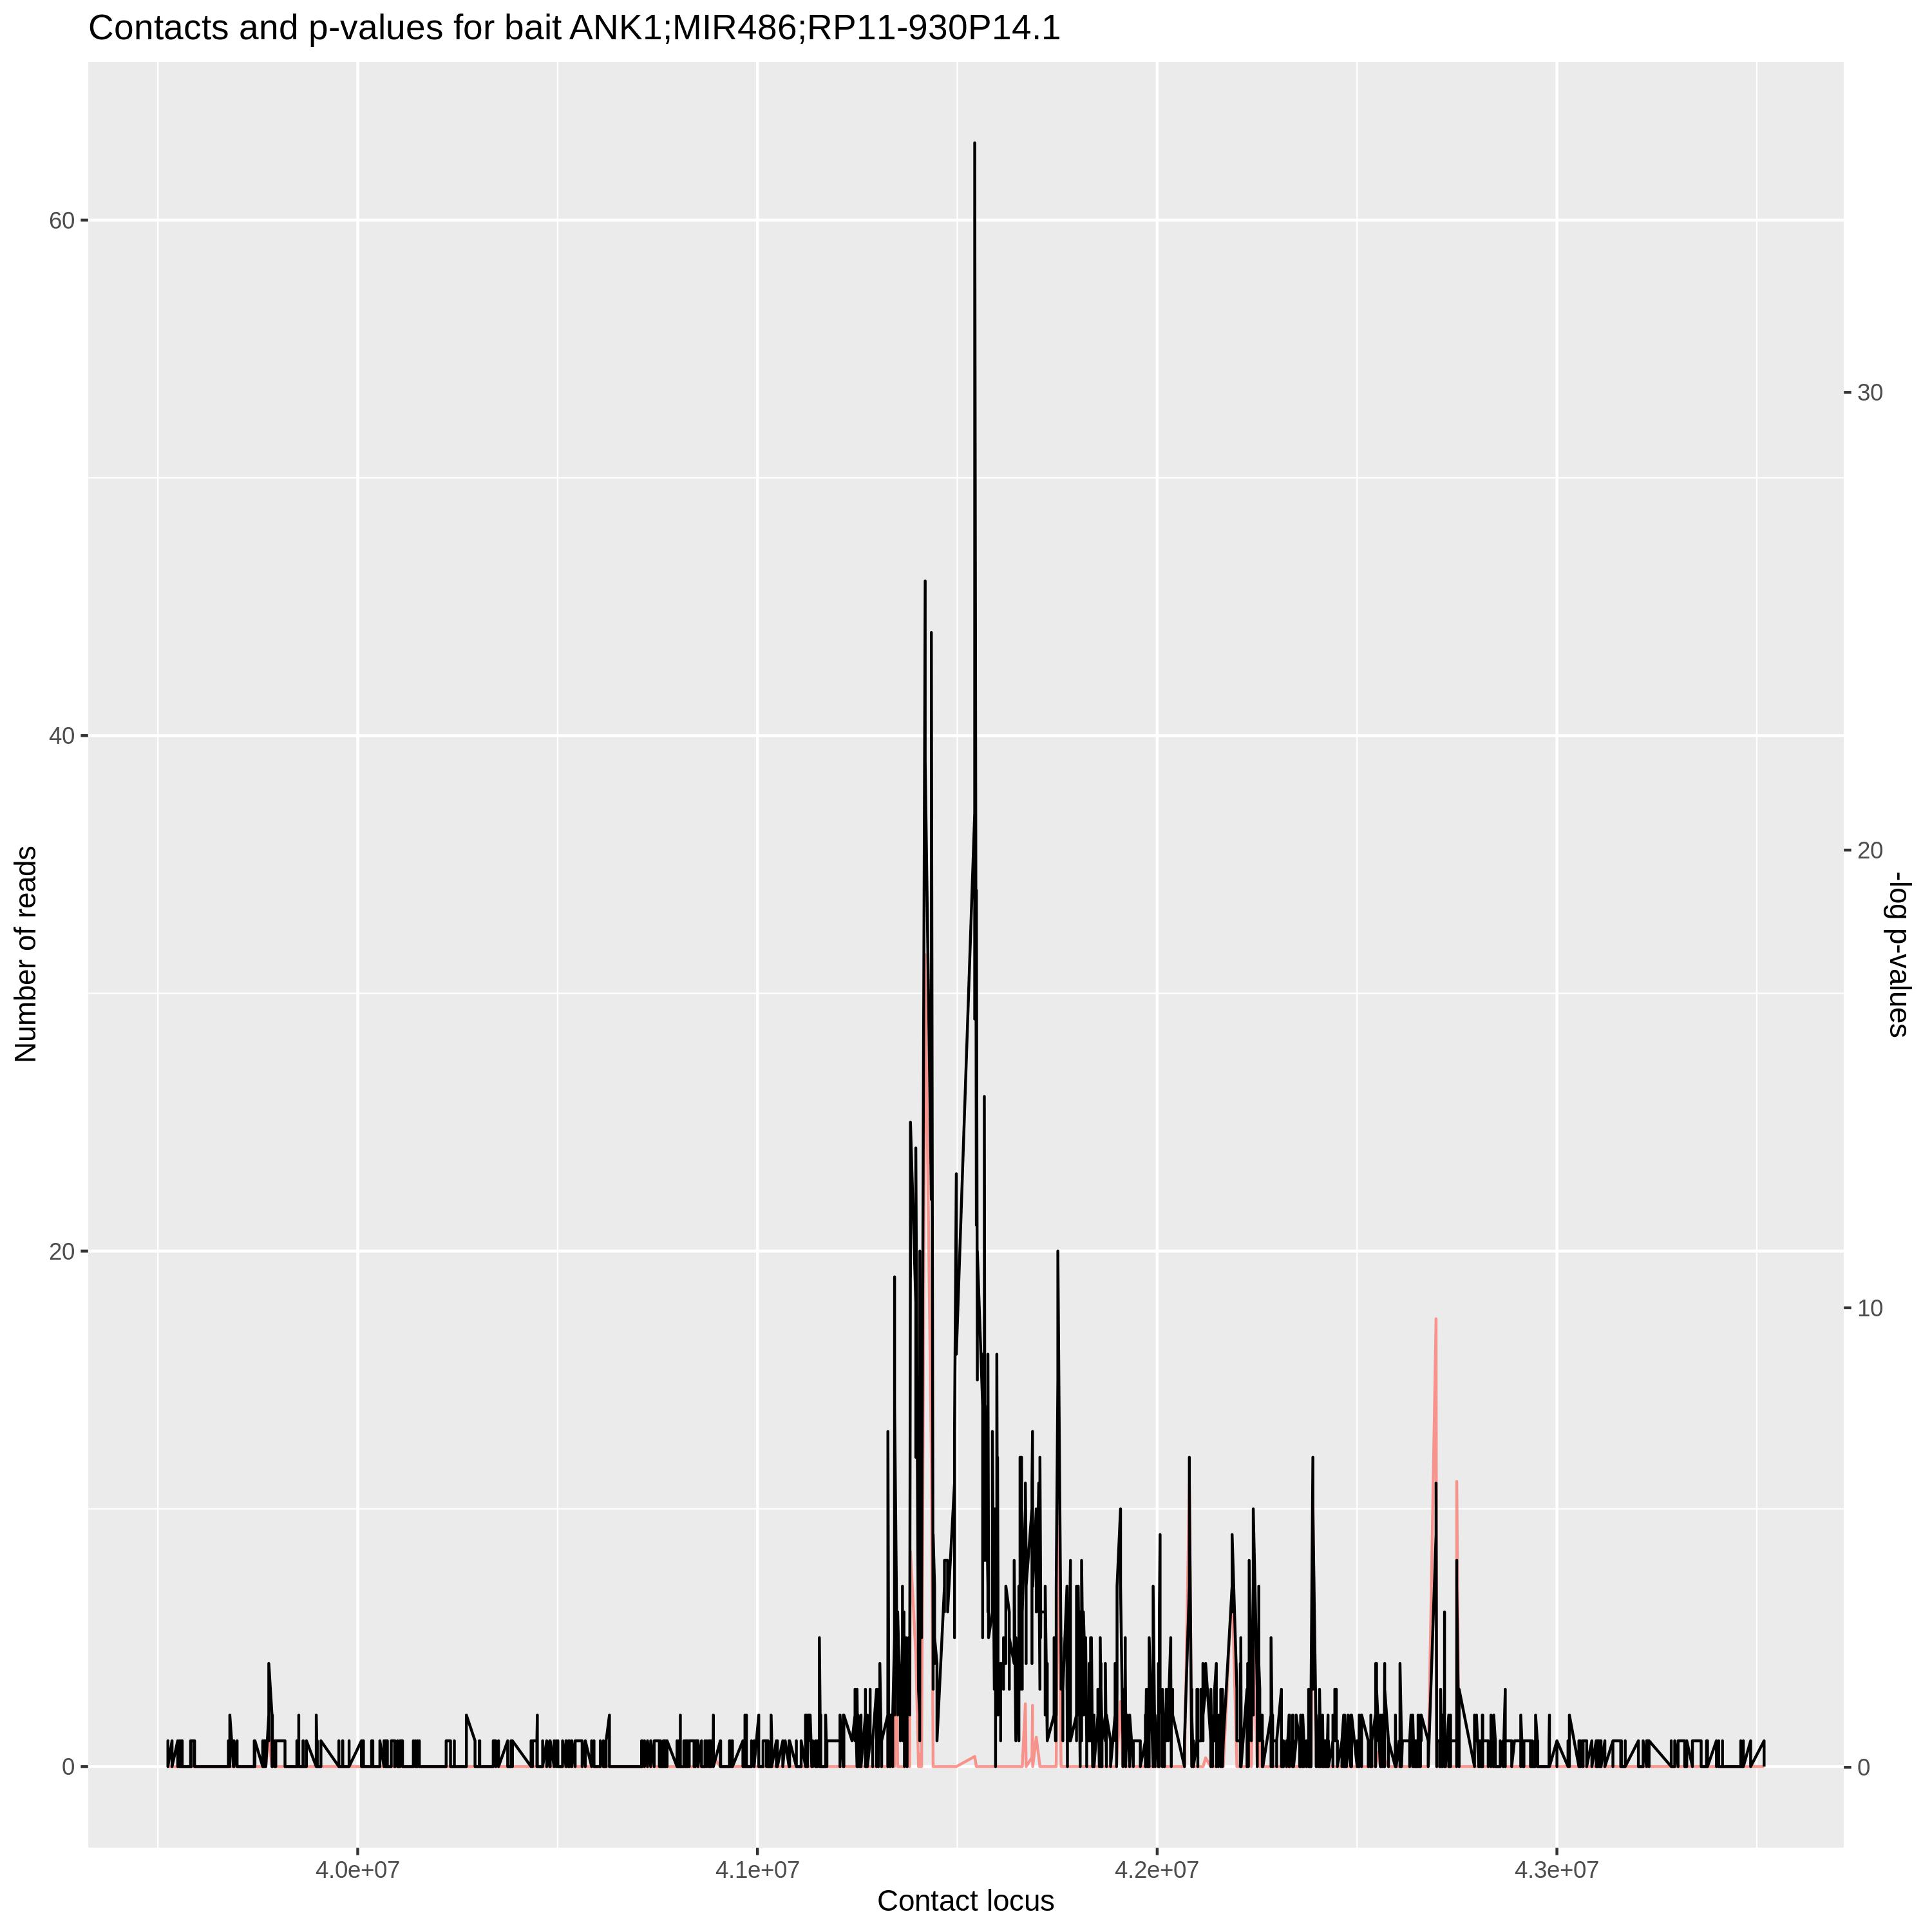 Contacts and p-values for bait ANK1;MIR486;RP11-930P14.1
60
40
20
0
Number of reads
30
20
10
0
-log p-values
4.0e+07
4.1e+07
4.2e+07
4.3e+07
Contact locus